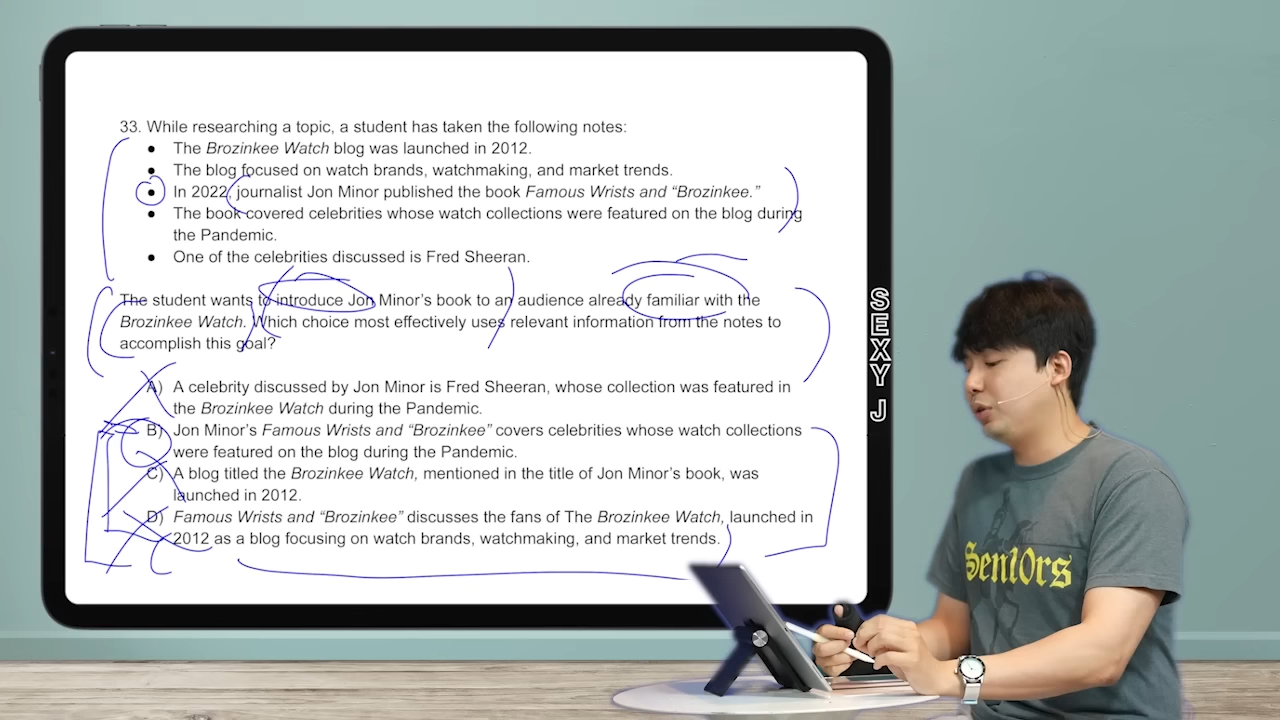 33. While researching a topic, a student has taken the following notes:
● The Brozinkee Watch blog was launched in 2012.
● The blog focused on watch brands, watchmaking, and market trends.
● In 2022, journalist Jon Minor published the book Famous Wrists and “Brozinkee.”
● The book covered celebrities whose watch collections were featured on the blog during
the Pandemic.
● One of the celebrities discussed is Fred Sheeran.
The student wants to introduce Jon Minor’s book to an audience already familiar with the
Brozinkee Watch. Which choice most effectively uses relevant information from the notes to
accomplish this goal?
A) A celebrity discussed by Jon Minor is Fred Sheeran, whose collection was featured in
the Brozinkee Watch during the Pandemic.
B) Jon Minor’s Famous Wrists and “Brozinkee” covers celebrities whose watch collections
were featured on the blog during the Pandemic.
C) A blog titled the Brozinkee Watch, mentioned in the title of Jon Minor’s book, was
launched in 2012.
D) Famous Wrists and “Brozinkee” discusses the fans of The Brozinkee Watch, launched in
2012 as a blog focusing on watch brands, watchmaking, and market trends.
SEXY J
Sen10rs